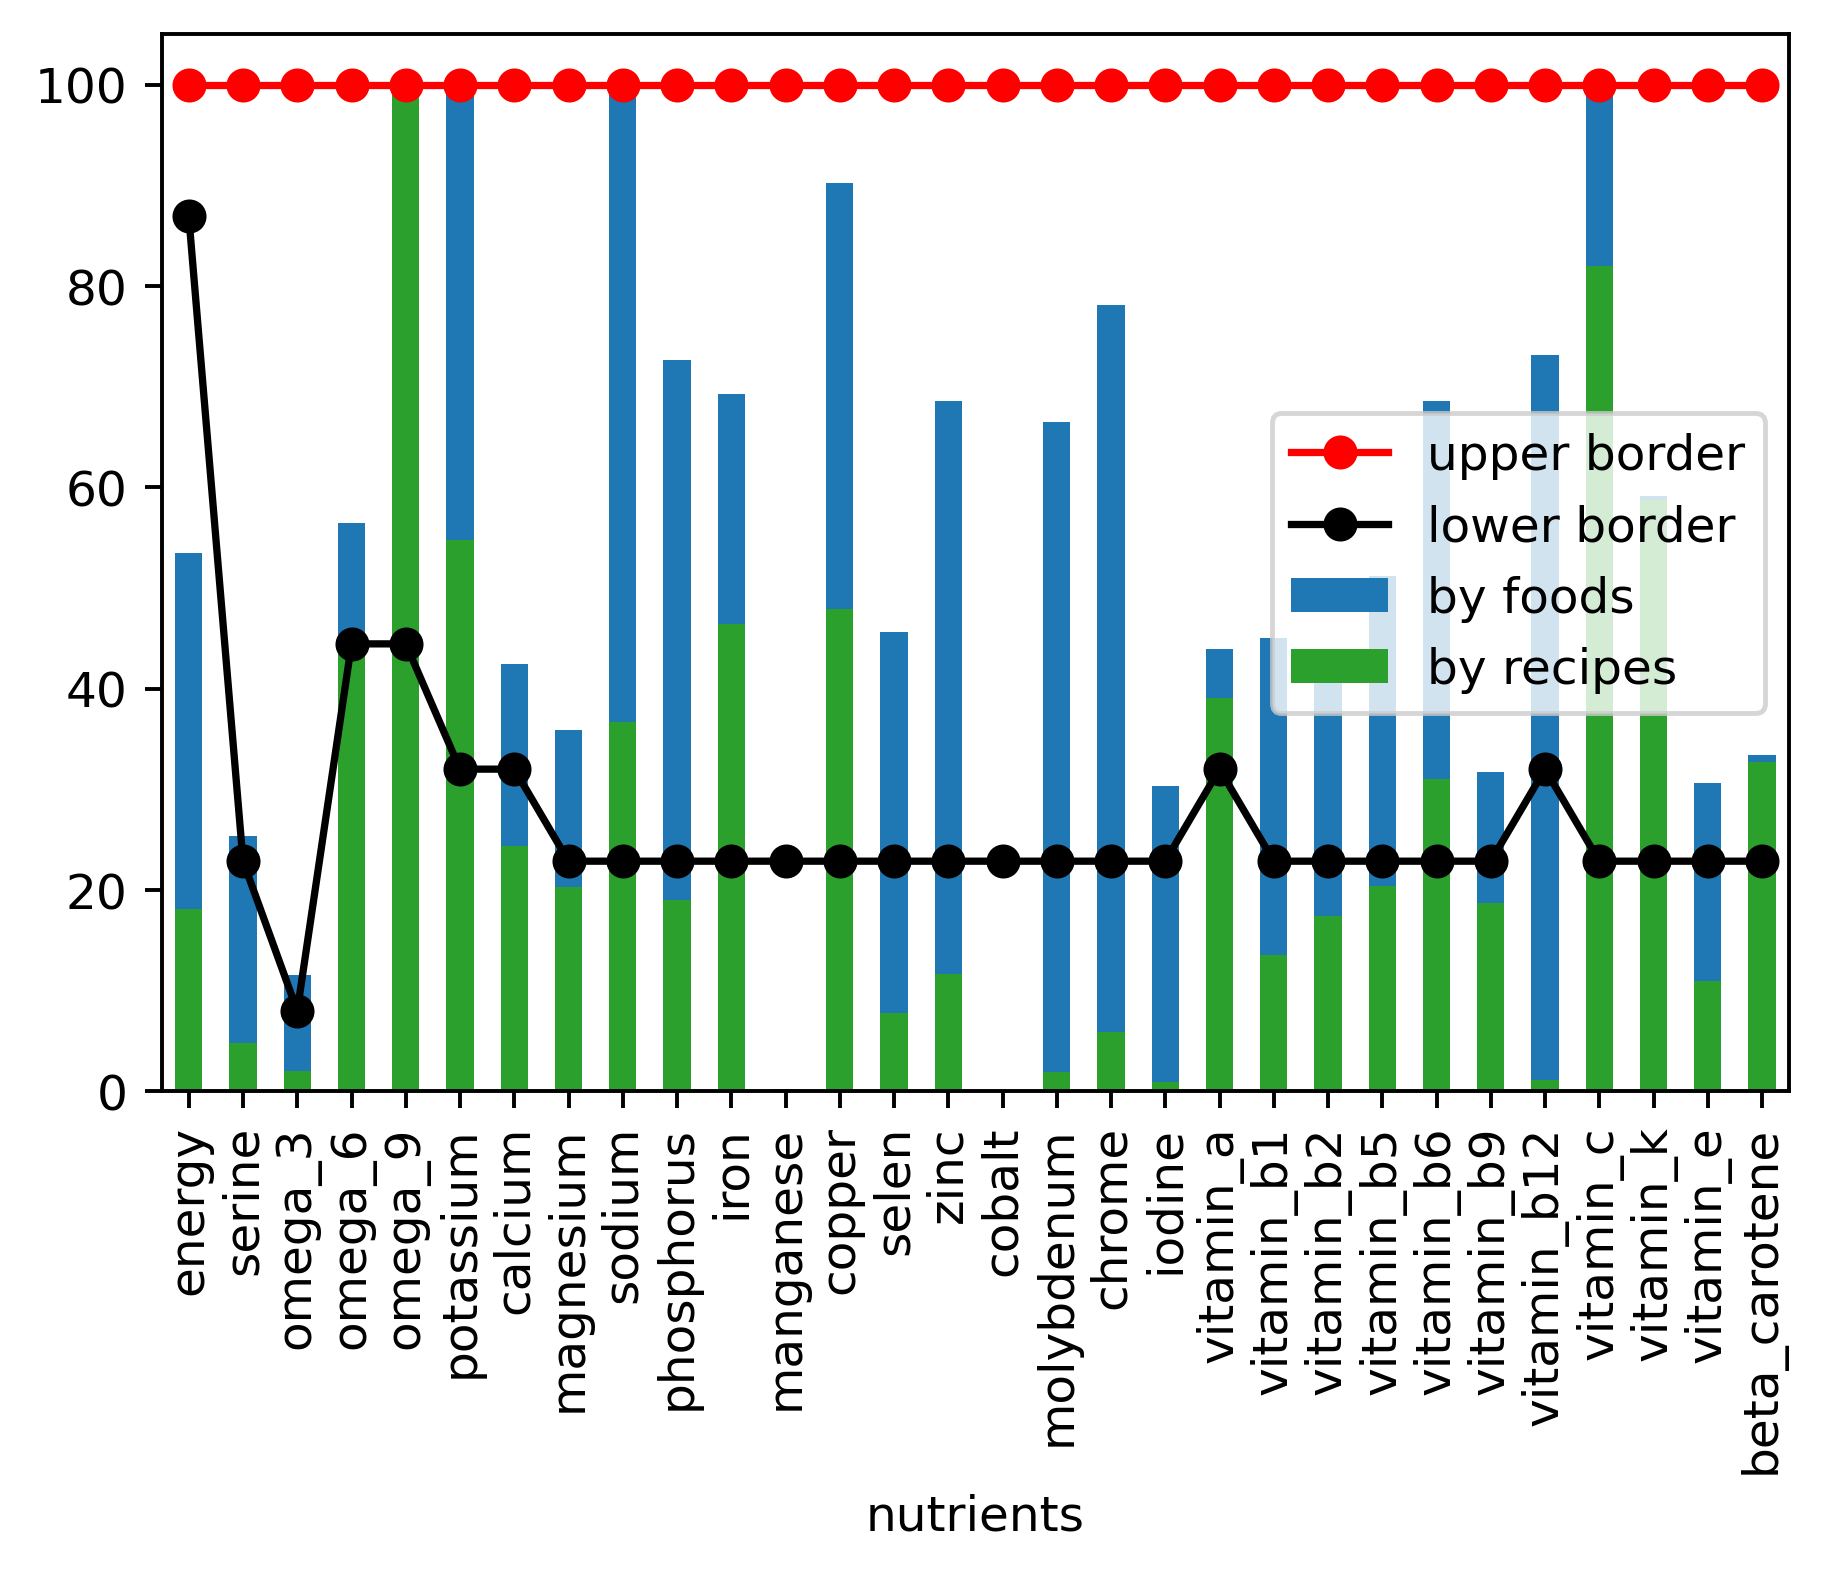 100
80
60
40
20
0
upper border
lower border
by foods
by recipes
energy
serine
omega_3
omega_6
omega_9
potassium
calcium
magnesium
sodium
phosphorus
iron
manganese
copper
selen
zinc
cobalt
molybdenum
chrome
iodine
vitamin_a
vitamin_b1
vitamin_b2
vitamin_b5
vitamin_b6
vitamin_b9
vitamin_b12
vitamin_c
vitamin_k
vitamin_e
beta_carotene
nutrients